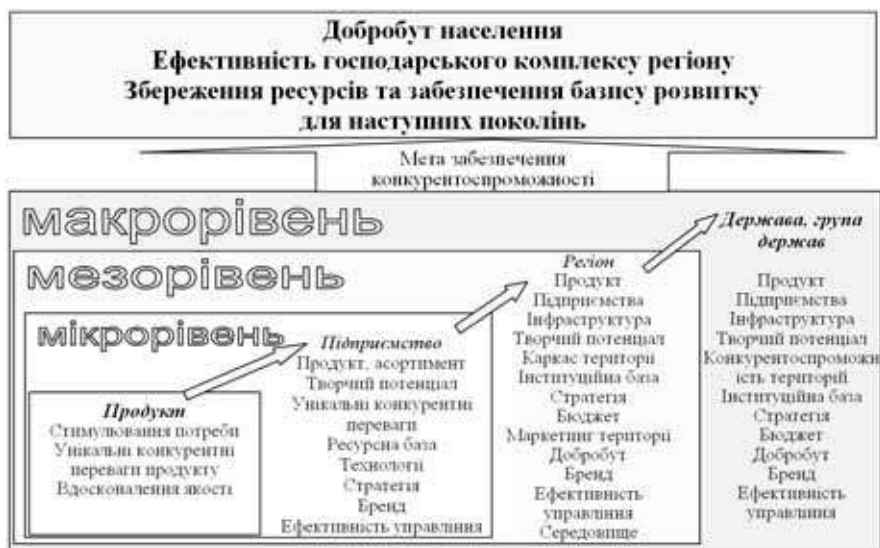 Добробут населення
Ефективність господарського комплексу регіону
Збереження ресурсів та забезпечення базису розвитку
для наступних поколінь
Мета забезпечення
конкурентоспроможності
макрорівень
мезорівень
мікрорівень
Продукт
Стимулювання потреби
Унікальні конкурентні
переваги продукту
Вдосконалення якості
Підприємство
Продукт, асортимент
Творчий потенціал
Унікальні конкурентні
переваги
Ресурсна база
Технології
Стратегія
Бренд
Ефективність управління
Регіон
Продукт
Підприємства
Інфраструктура
Творчий потенціал
Каркас території
Інституційна база
Стратегія
Бюджет
Маркетинг території
Добробут
Бренд
Ефективність
управління
Середовище
Держава, група
держав
Продукт
Підприємства
Інфраструктура
Творчий потенціал
Конкурентоспроможн
ість територій
Інституційна база
Стратегія
Бюджет
Добробут
Бренд
Ефективність
управління